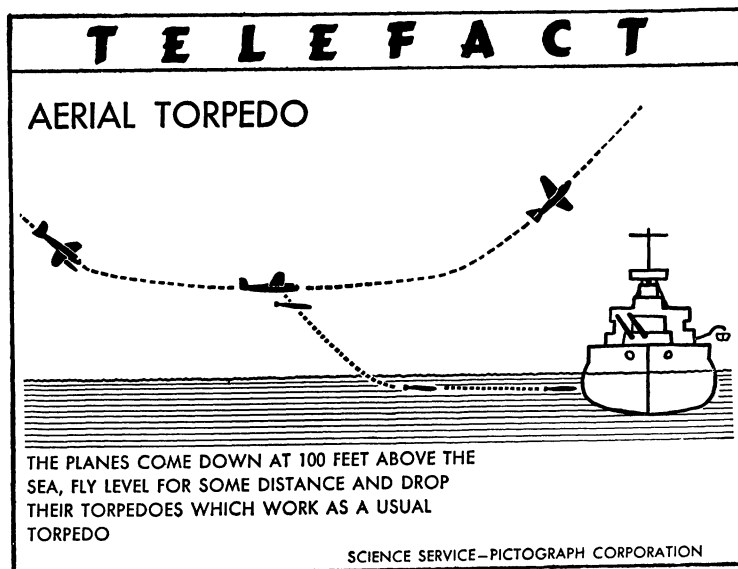 TELEFACT
AERIAL TORPEDO
THE PLANES COME DOWN AT 100 FEET ABOVE THE
SEA, FLY LEVEL FOR SOME DISTANCE AND DROP
THEIR TORPEDOES WHICH WORK AS A USUAL
TORPEDO
SCIENCE SERVICE—PICTOGRAPH CORPORATION